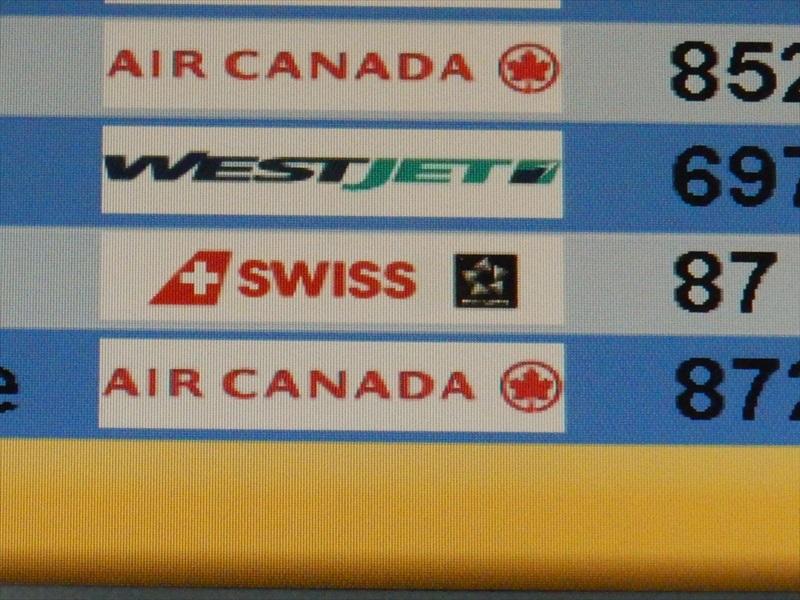 AIR CANADA 852
WESTJET 697
SWISS 87
e AIR CANADA 872